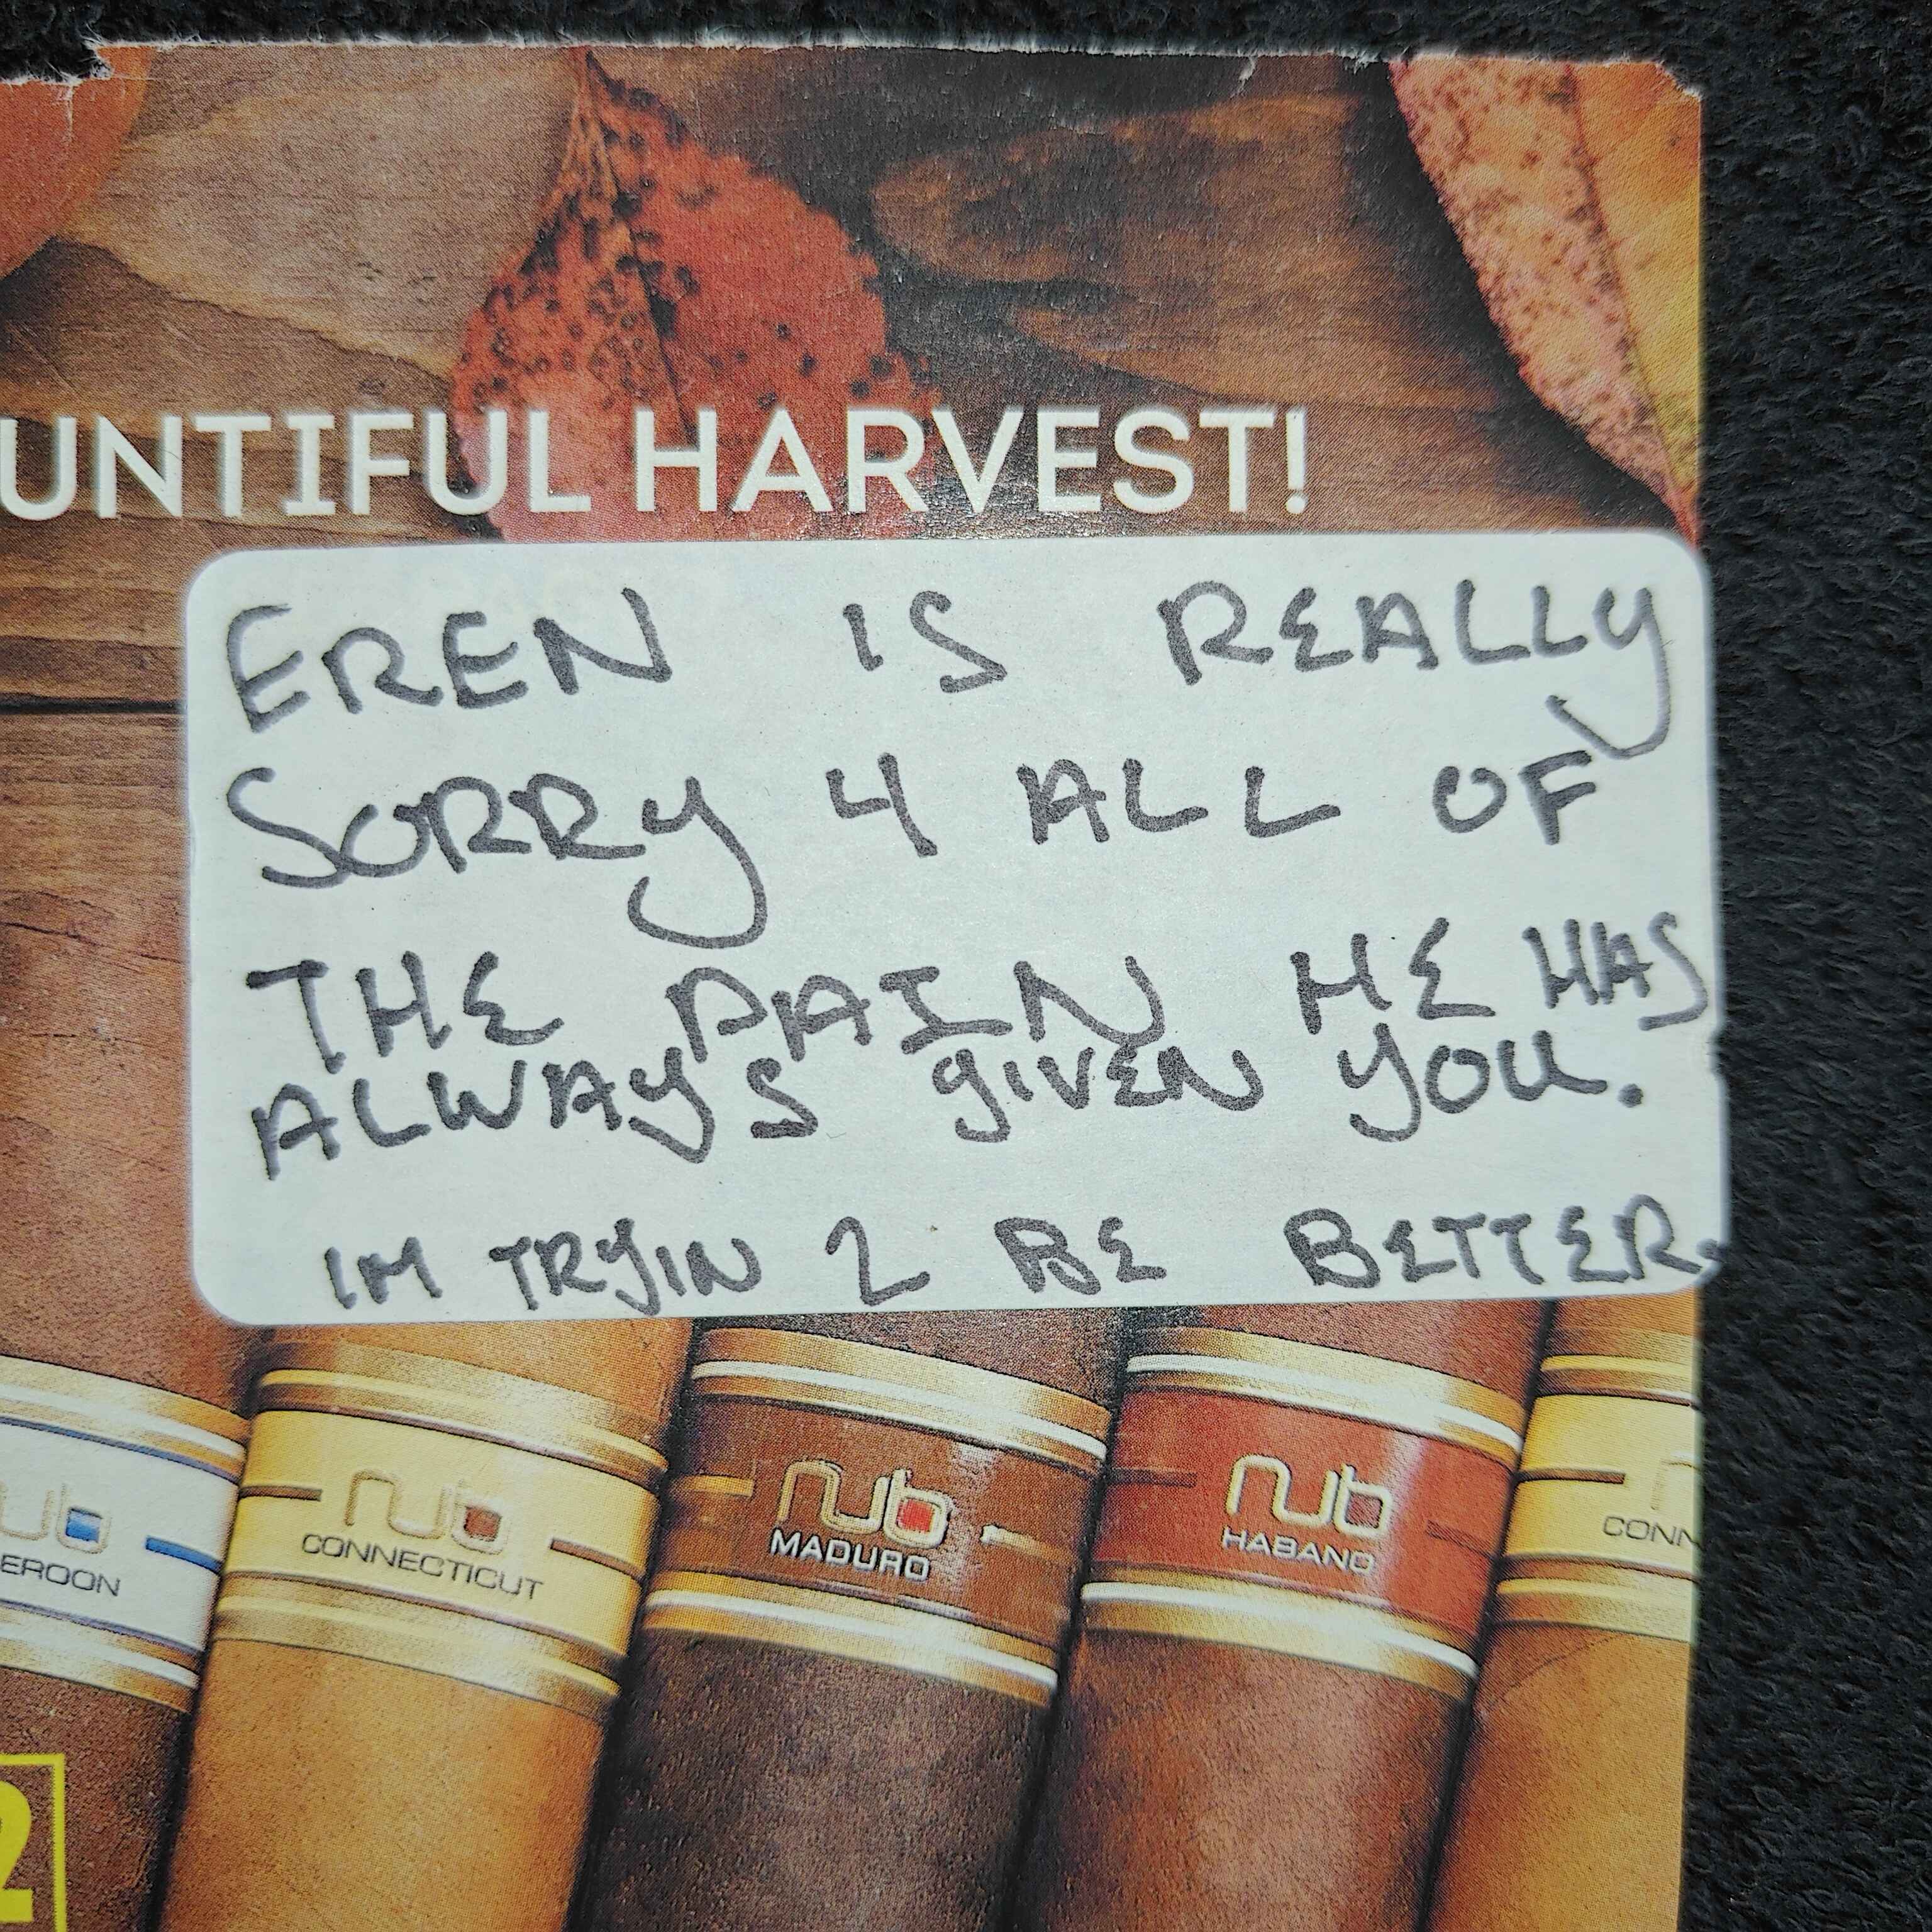 UNTIFUL HARVEST!
EREN IS REALLY
SORRY 4 ALL OF
THE PAIN HE HAS
ALWAYS GIVEN YOU.
IM TRYIN 2 BE BETTER.
nub
EROON
nub
CONNECTICUT
nub
MADURO
nub
HABANO
CONN
2